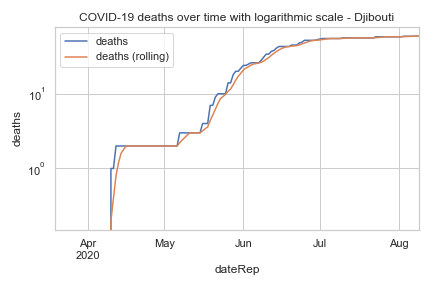 COVID-19 deaths over time with logarithmic scale - Djibouti
deaths
deaths (rolling)
10¹
10⁰
deaths
Apr
2020
May
Jun
Jul
Aug
dateRep